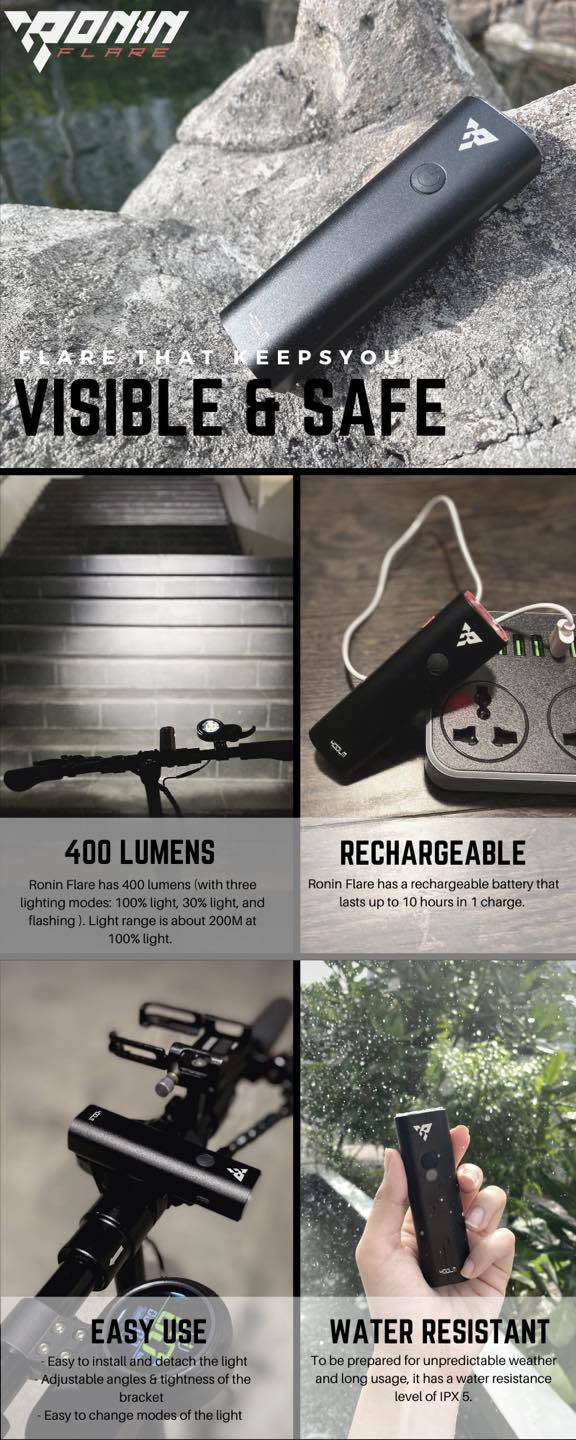 RONIN
FLARE
FLARE THAT KEEPSYOU
VISIBLE & SAFE
400 LUMENS
Ronin Flare has 400 lumens (with three
lighting modes: 100% light, 30% light, and
flashing ). Light range is about 200M at
100% light.
RECHARGEABLE
Ronin Flare has a rechargeable battery that
lasts up to 10 hours in 1 charge.
EASY USE
- Easy to install and detach the light
- Adjustable angles & tightness of the
bracket
- Easy to change modes of the light
WATER RESISTANT
To be prepared for unpredictable weather
and long usage, it has a water resistance
level of IPX 5.